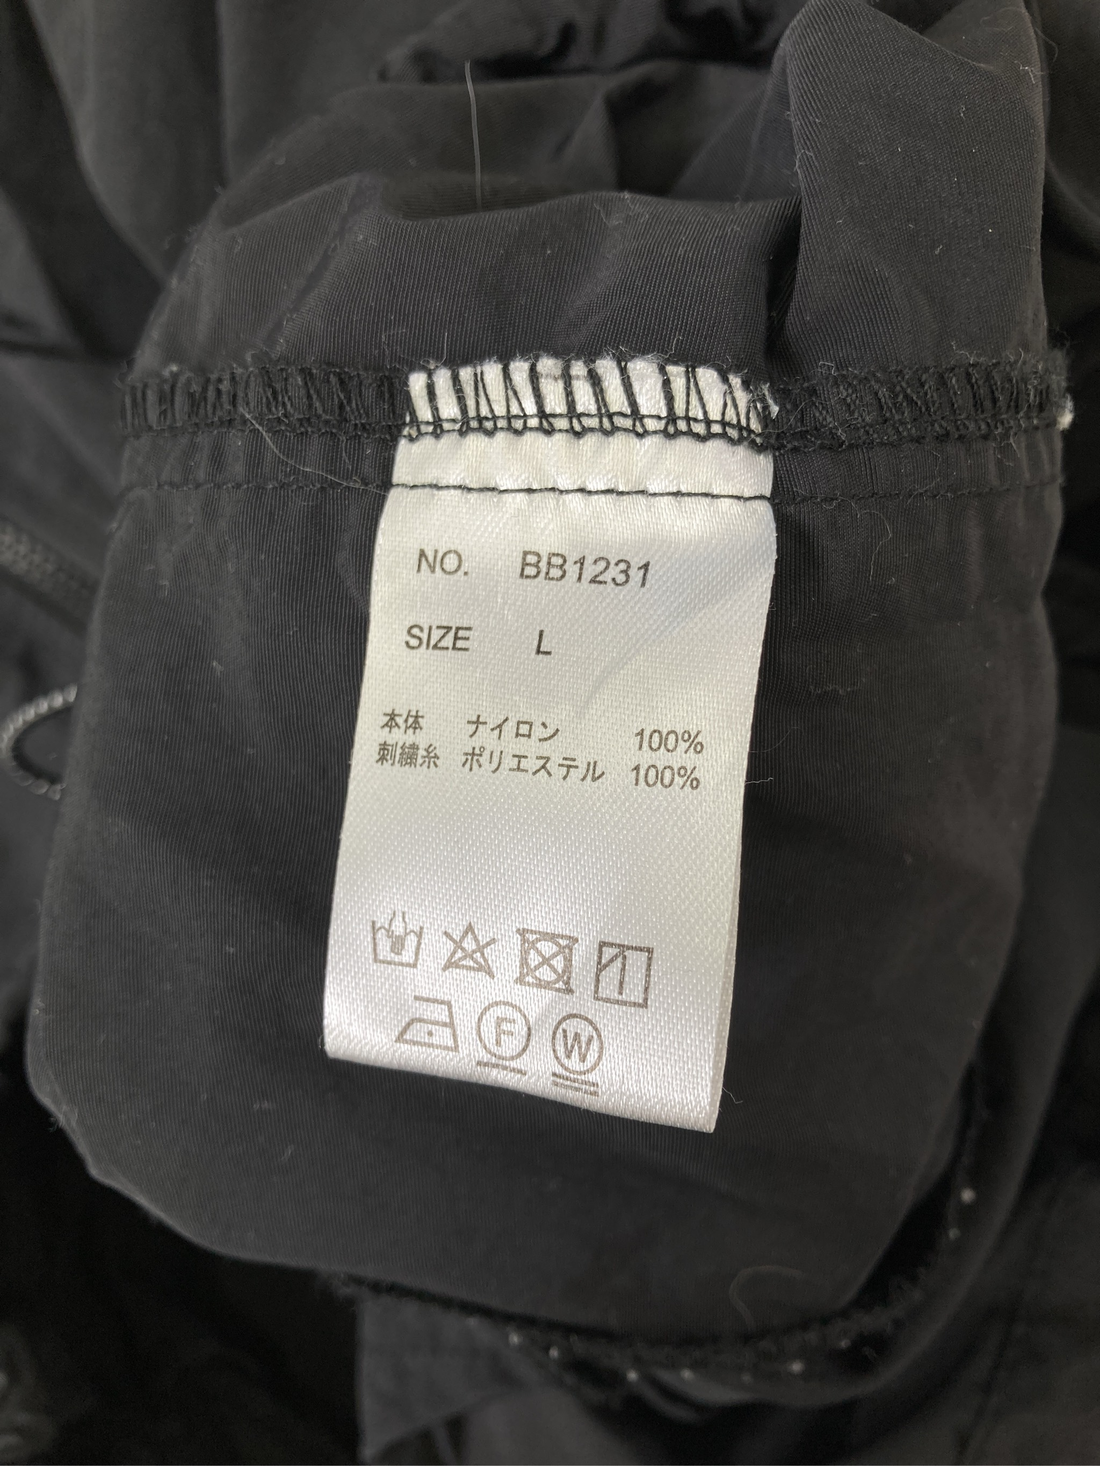 NO. BB1231
SIZE L
本体 ナイロン 100%
刺繍糸 ポリエステル 100%
F W